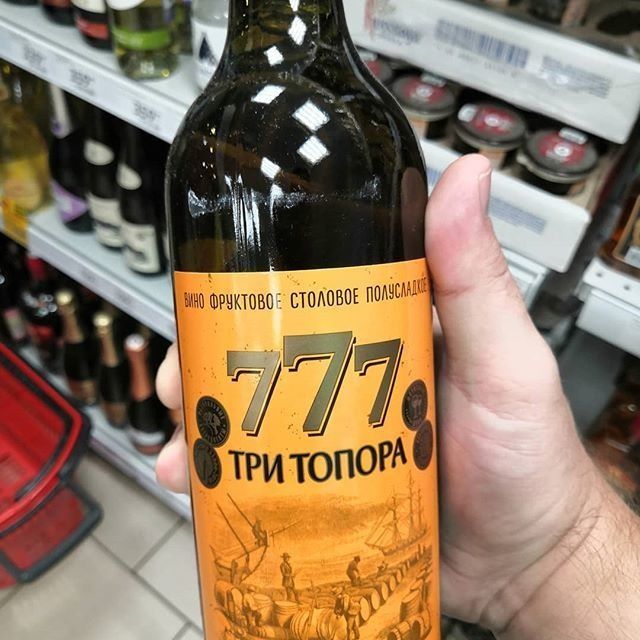 ВИНО ФРУКТОВОЕ СТОЛОВОЕ ПОЛУСЛАДКОЕ
777
ТРИ ТОПОРА